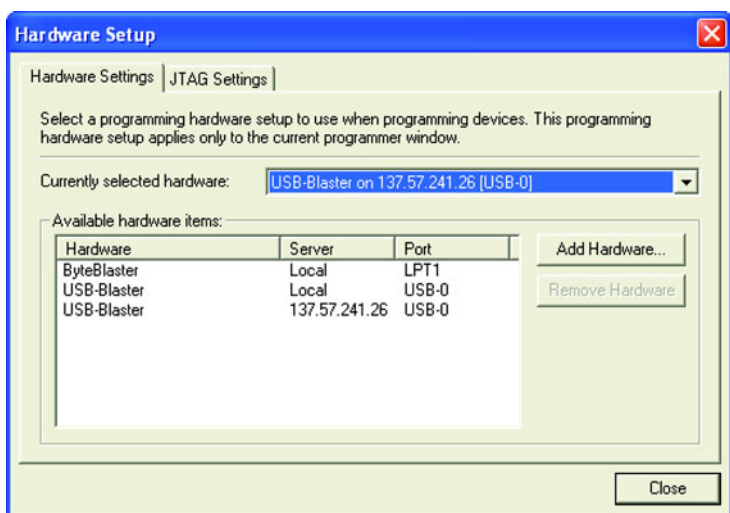 Hardware Setup
Hardware Settings JTAG Settings
Select a programming hardware setup to use when programming devices. This programming
hardware setup applies only to the current programmer window.
Currently selected hardware: USB-Blaster on 137.57.241.26 [USB-0]
Available hardware items:
Hardware Server Port
ByteBlaster Local LPT1
USB-Blaster Local USB-0
USB-Blaster 137.57.241.26 USB-0
Add Hardware...
Remove Hardware
Close